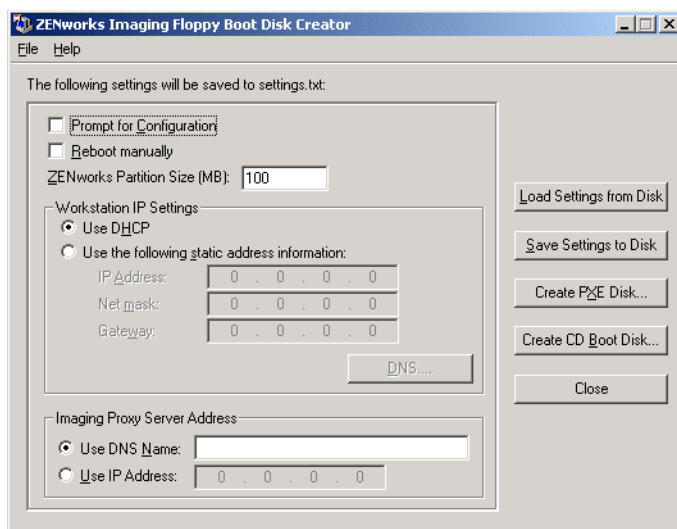 ZENworks Imaging Floppy Boot Disk Creator
File Help
The following settings will be saved to settings.txt:
Prompt for Configuration
Reboot manually
ZENworks Partition Size (MB): 100
Workstation IP Settings
Use DHCP
Use the following static address information:
IP Address: 0 . 0 . 0 . 0
Net mask: 0 . 0 . 0 . 0
Gateway: 0 . 0 . 0 . 0
DNS....
Imaging Proxy Server Address
Use DNS Name:
Use IP Address: 0 . 0 . 0 . 0
Load Settings from Disk
Save Settings to Disk
Create PXE Disk...
Create CD Boot Disk...
Close